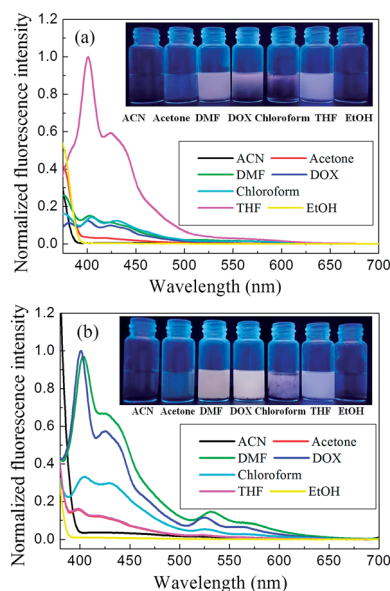 (a)
ACN Acetone DMF DOX Chloroform THF EtOH
ACN Acetone
DMF DOX
Chloroform
THF EtOH
Normalized fluorescence intensity
1.2
1.0
0.8
0.6
0.4
0.2
0.0
400 450 500 550 600 650 700
Wavelength (nm)
(b)
ACN Acetone DMF DOX Chloroform THF EtOH
ACN Acetone
DMF DOX
Chloroform
THF EtOH
Normalized fluorescence intensity
1.2
1.0
0.8
0.6
0.4
0.2
0.0
400 450 500 550 600 650 700
Wavelength (nm)